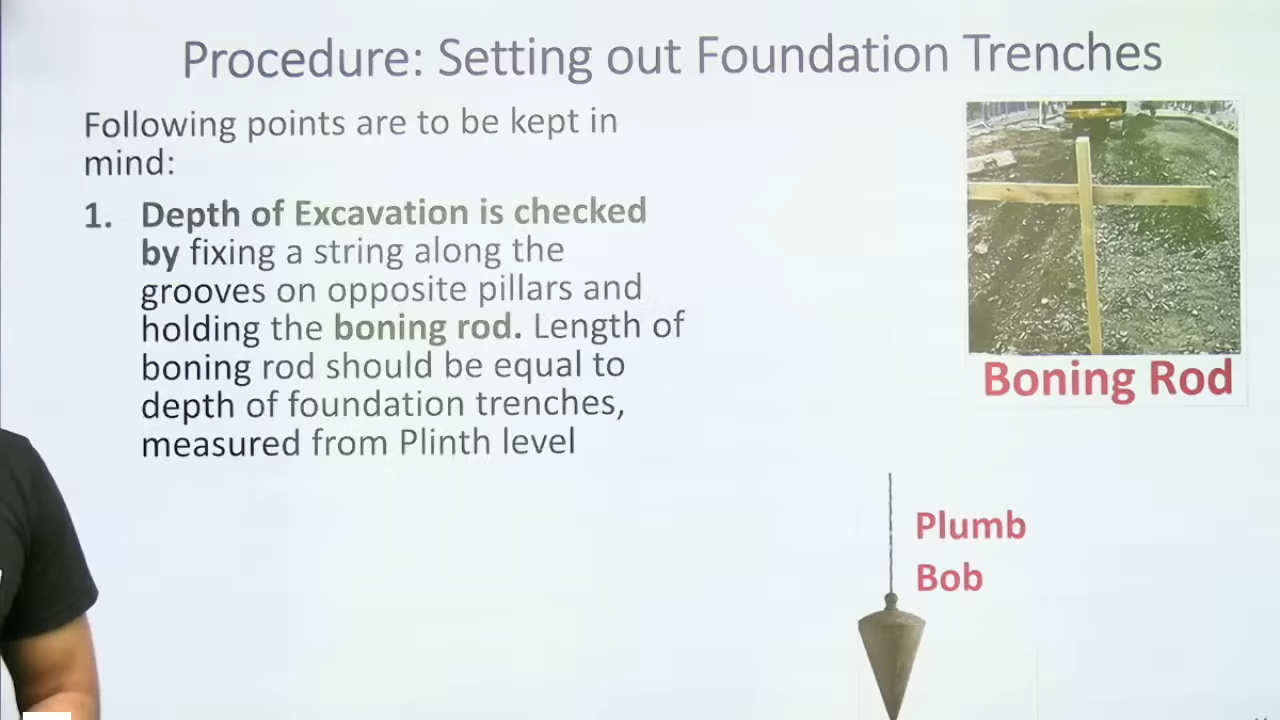 Procedure: Setting out Foundation Trenches
Following points are to be kept in
mind:
1. Depth of Excavation is checked
by fixing a string along the
grooves on opposite pillars and
holding the boning rod. Length of
boning rod should be equal to
depth of foundation trenches,
measured from Plinth level
Boning Rod
Plumb
Bob